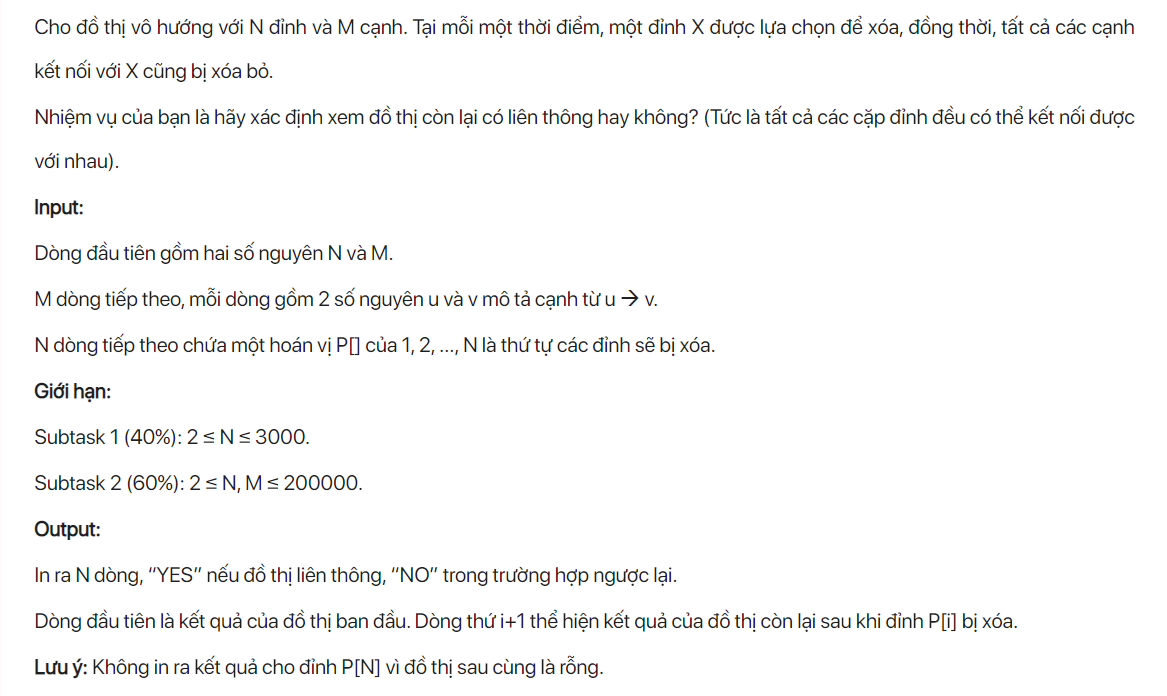 Cho đồ thị vô hướng với N đỉnh và M cạnh. Tại mỗi một thời điểm, một đỉnh X được lựa chọn để xóa, đồng thời, tất cả các cạnh
kết nối với X cũng bị xóa bỏ.
Nhiệm vụ của bạn là hãy xác định xem đồ thị còn lại có liên thông hay không? (Tức là tất cả các cặp đỉnh đều có thể kết nối được
với nhau).
Input:
Dòng đầu tiên gồm hai số nguyên N và M.
M dòng tiếp theo, mỗi dòng gồm 2 số nguyên u và v mô tả cạnh từ u → v.
N dòng tiếp theo chứa một hoán vị P[] của 1, 2, ..., N là thứ tự các đỉnh sẽ bị xóa.
Giới hạn:
Subtask 1 (40%): 2 ≤ N ≤ 3000.
Subtask 2 (60%): 2 ≤ N, M ≤ 200000.
Output:
In ra N dòng, "YES" nếu đồ thị liên thông, "NO" trong trường hợp ngược lại.
Dòng đầu tiên là kết quả của đồ thị ban đầu. Dòng thứ i+1 thể hiện kết quả của đồ thị còn lại sau khi đỉnh P[i] bị xóa.
Lưu ý: Không in ra kết quả cho đỉnh P[N] vì đồ thị sau cùng là rỗng.